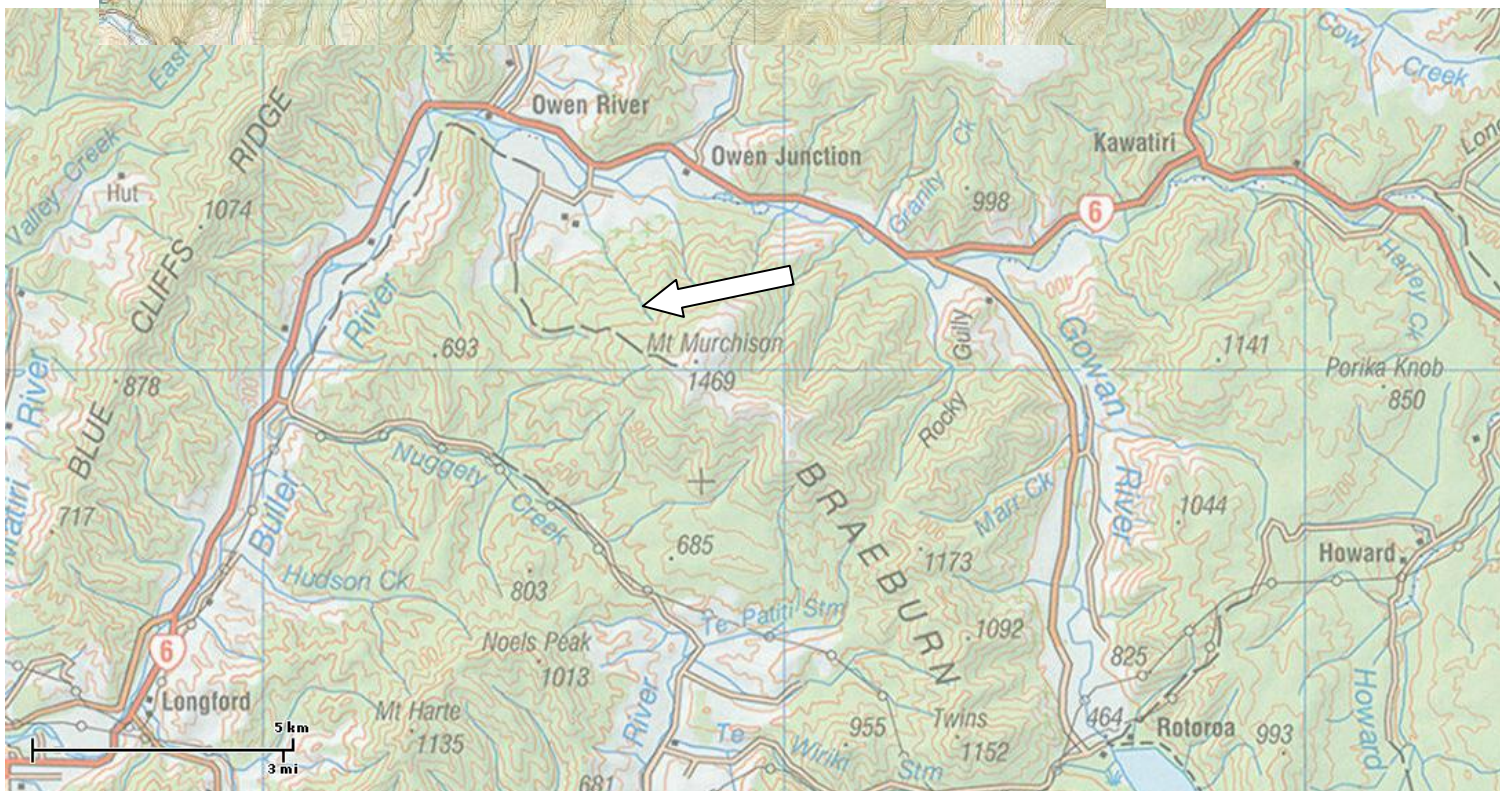 Cow
Creek
East
Owen River
Owen Junction
Kawatiri
Long
Valley Creek
Hut
1074
BLUE CLIFFS RIDGE
Granity Ck
998
6
Harley Ck
400
River
693
Mt Murchison
1469
Gully
Rocky
Gowan River
1141
Porika Knob
850
878
Matiri River
717
900
Nuggety Creek
Buller
BRAEBURN
Marr Ck
1044
1173
685
803
Hudson Ck
Howard
Te Patiti Stm
1092
Noels Peak
1013
825
6
Longford
Mt Harte
1135
River
Te Wiriki Stm
955
Twins
1152
464
Rotoroa
993
Howard
681
5 km
3 mi